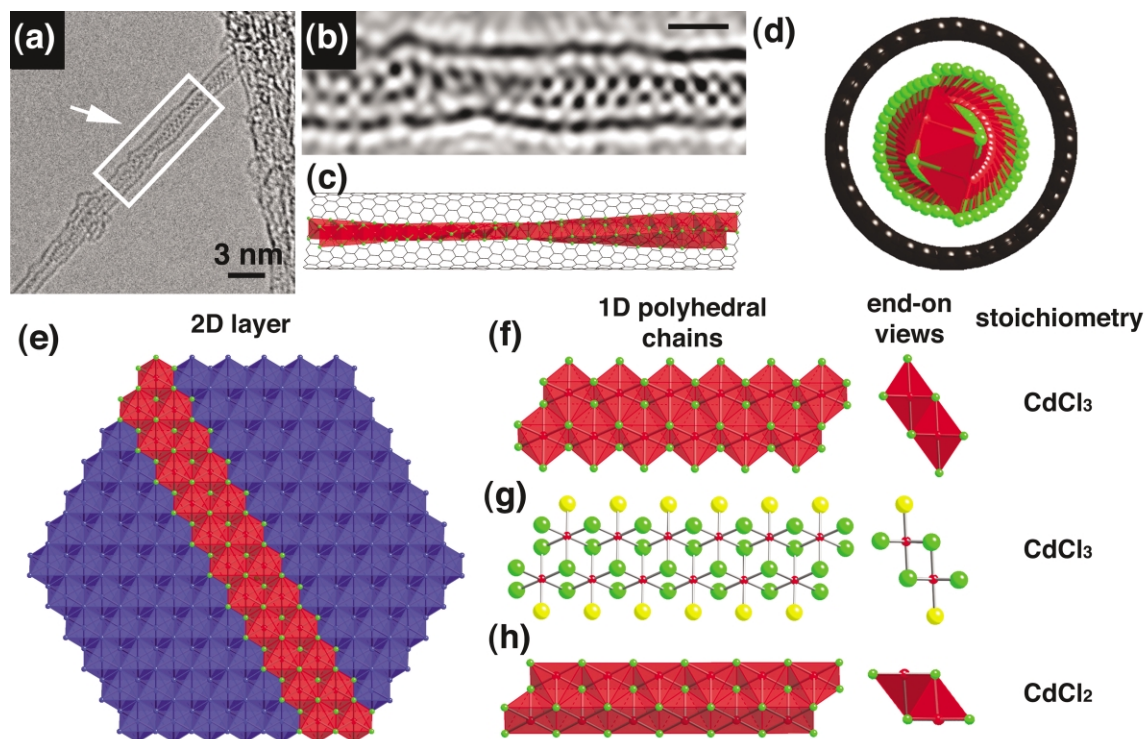 (a)
3 nm
(b)
(c)
(d)
(e)
2D layer
1D polyhedral
chains
end-on
views
stoichiometry
(f)
CdCl₃
(g)
CdCl₃
(h)
CdCl₂